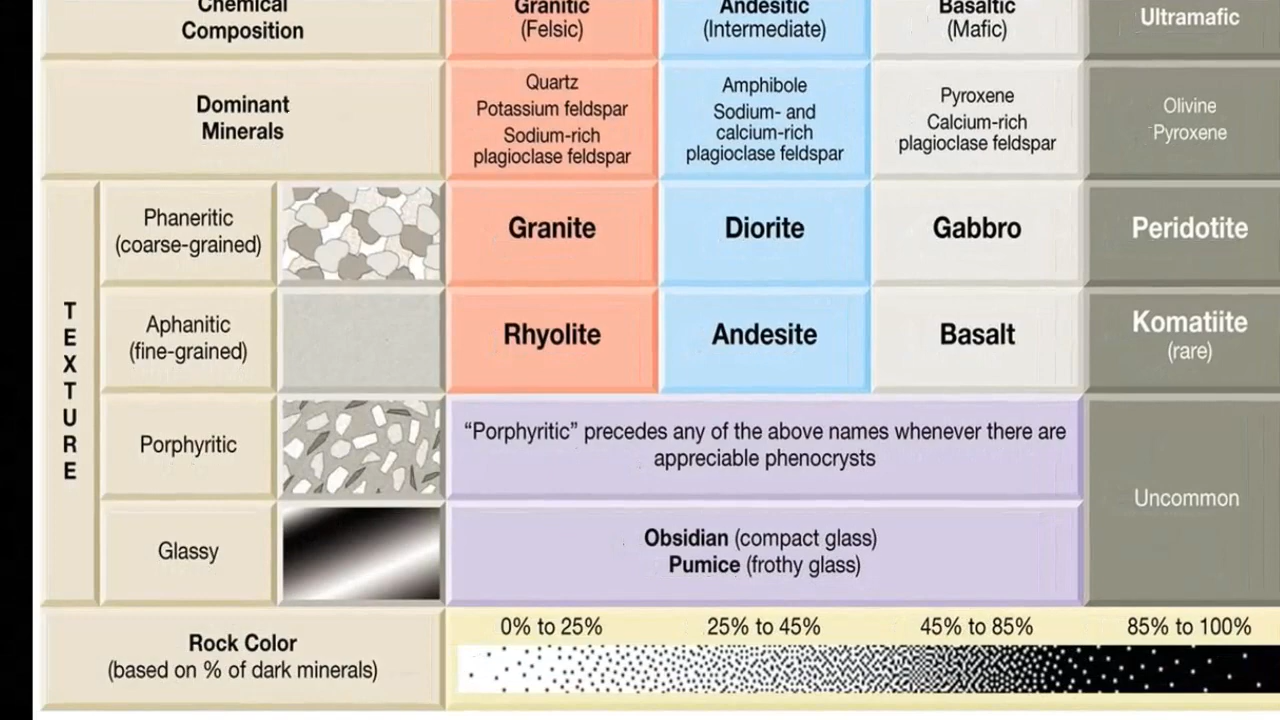 Chemical
Composition
Granitic
(Felsic)
Andesitic
(Intermediate)
Basaltic
(Mafic)
Ultramafic
Dominant
Minerals
Quartz
Potassium feldspar
Sodium-rich
plagioclase feldspar
Amphibole
Sodium- and
calcium-rich
plagioclase feldspar
Pyroxene
Calcium-rich
plagioclase feldspar
Olivine
Pyroxene
TEXTURE
Phaneritic
(coarse-grained)
Granite
Diorite
Gabbro
Peridotite
Aphanitic
(fine-grained)
Rhyolite
Andesite
Basalt
Komatiite
(rare)
Porphyritic
“Porphyritic” precedes any of the above names whenever there are
appreciable phenocrysts
Uncommon
Glassy
Obsidian (compact glass)
Pumice (frothy glass)
Rock Color
(based on % of dark minerals)
0% to 25%
25% to 45%
45% to 85%
85% to 100%